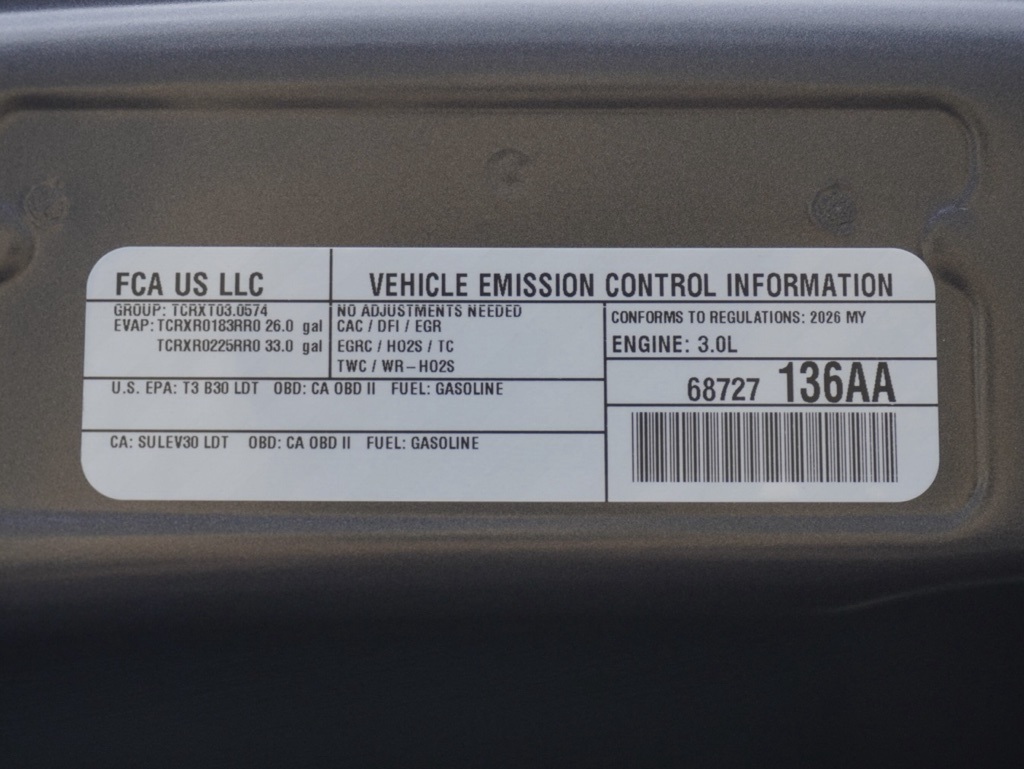 FCA US LLC
VEHICLE EMISSION CONTROL INFORMATION
GROUP: TCRXT03.0574
EVAP: TCRXR0183RR0 26.0 gal
TCRXR0225RR0 33.0 gal
NO ADJUSTMENTS NEEDED
CAC / DFI / EGR
EGRC / HO2S / TC
TWC / WR-HO2S
CONFORMS TO REGULATIONS: 2026 MY
ENGINE: 3.0L
68727 136AA
U.S. EPA: T3 B30 LDT OBD: CA OBD II FUEL: GASOLINE
CA: SULEV30 LDT OBD: CA OBD II FUEL: GASOLINE